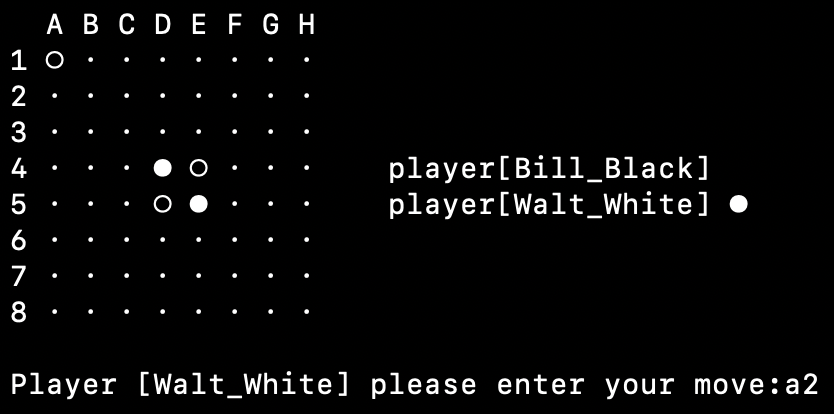 A B C D E F G H
1 ○ · · · · · · ·
2 · · · · · · · ·
3 · · · · · · · ·
4 · · · ● ○ · · · player[Bill_Black]
5 · · · ○ ● · · · player[Walt_White] ●
6 · · · · · · · ·
7 · · · · · · · ·
8 · · · · · · · ·
Player [Walt_White] please enter your move:a2